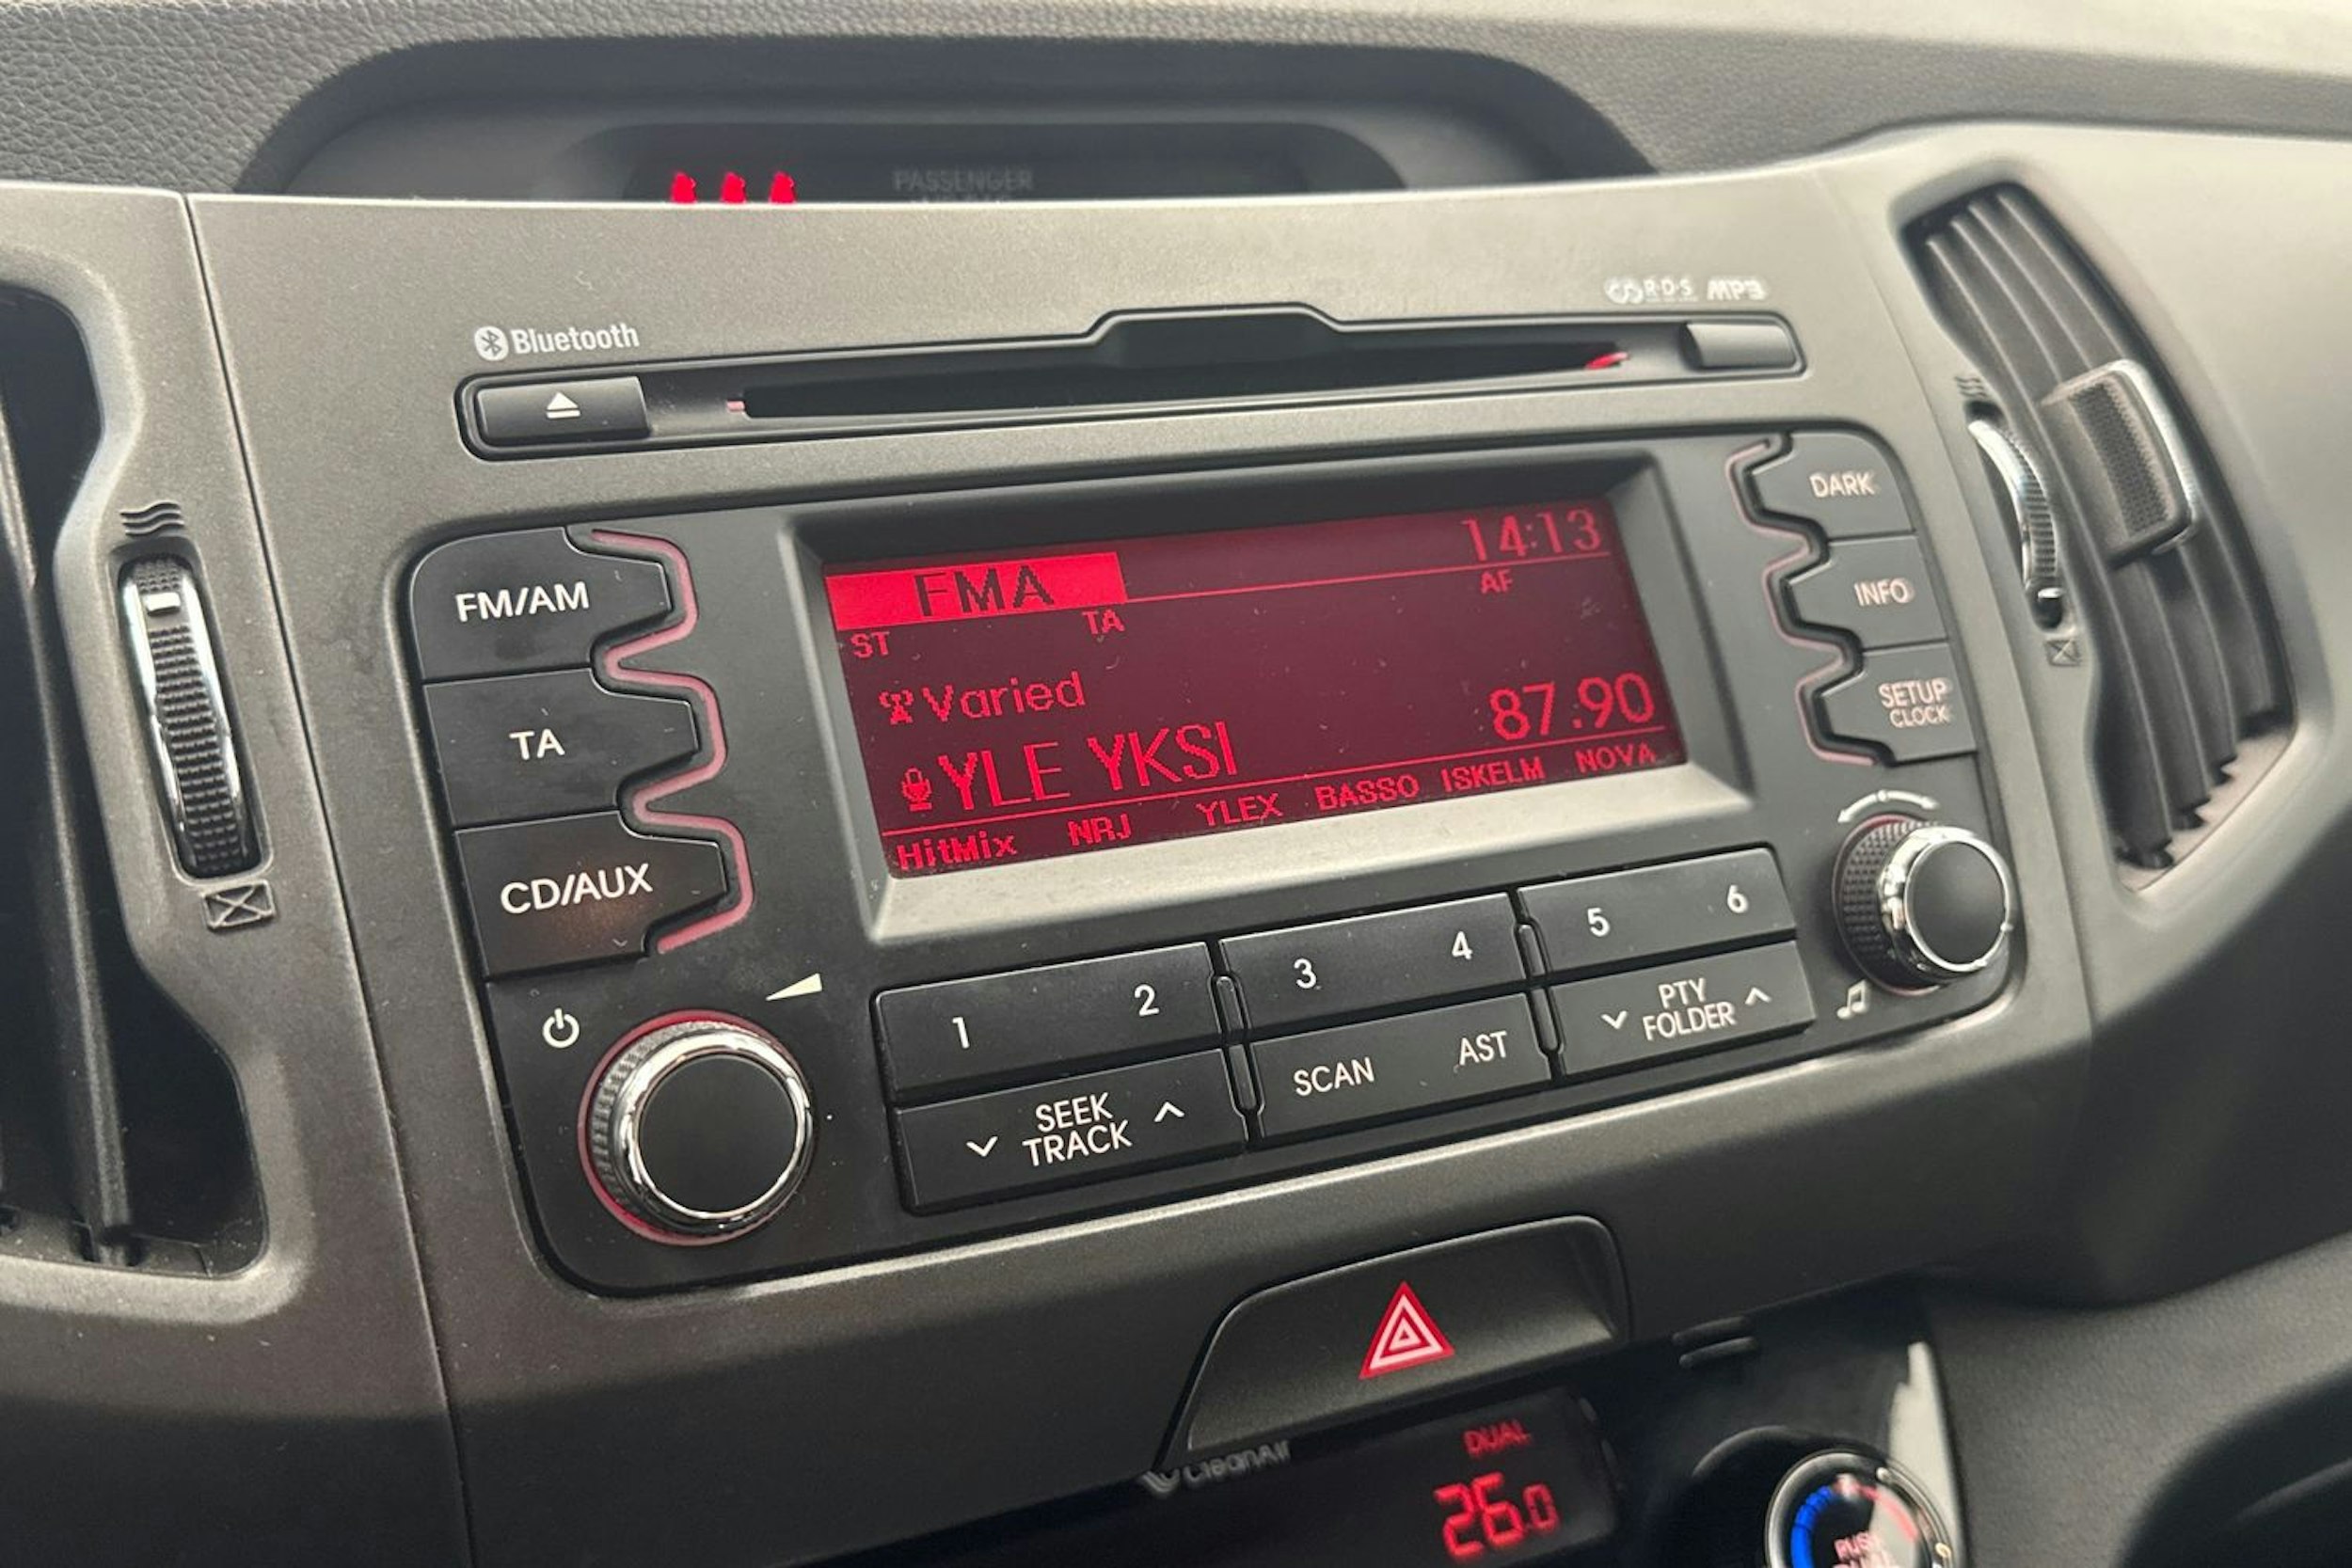 PASSENGER
Bluetooth
R·D·S MP3
FM/AM
TA
CD/AUX
FMA
14:13
ST
TA
AF
Varied
YLE YKSI
87.90
HitMix NRJ YLEX BASSO ISKELM NOVA
DARK
INFO
SETUP
CLOCK
1 2 3 4 5 6
SEEK
TRACK
SCAN
AST
PTY
FOLDER
CleanAir
DUAL
26.0
PUSH